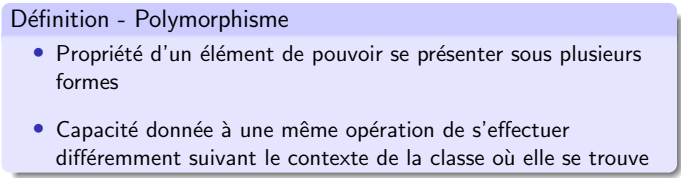 Définition - Polymorphisme
• Propriété d'un élément de pouvoir se présenter sous plusieurs
formes
• Capacité donnée à une même opération de s'effectuer
différemment suivant le contexte de la classe où elle se trouve